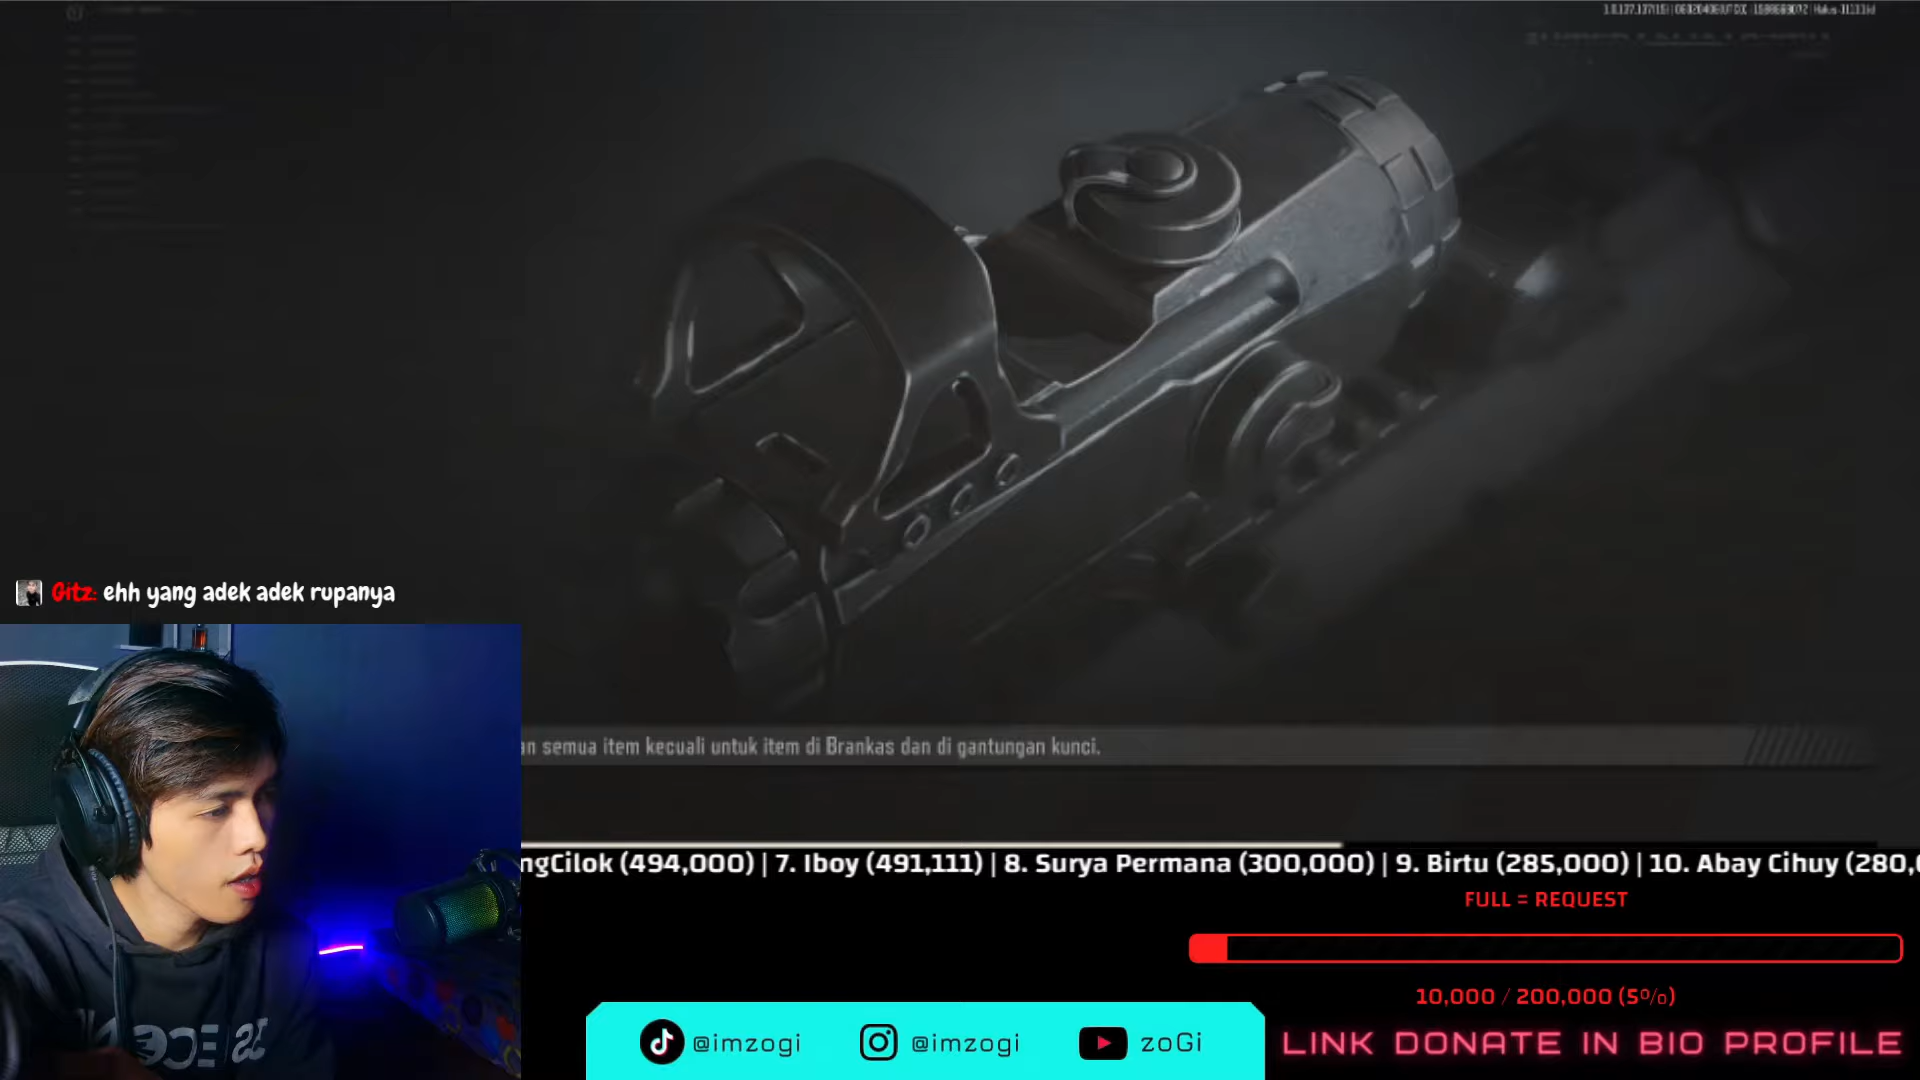 Gitz: ehh yang adek adek rupanya
an semua item kecuali untuk item di Brankas dan di gantungan kunci.
ngCilok (494,000) | 7. Iboy (491,111) | 8. Surya Permana (300,000) | 9. Birtu (285,000) | 10. Abay Cihuy (280,
FULL = REQUEST
10,000 / 200,000 (5%)
@imzogi @imzogi zoGi
LINK DONATE IN BIO PROFILE